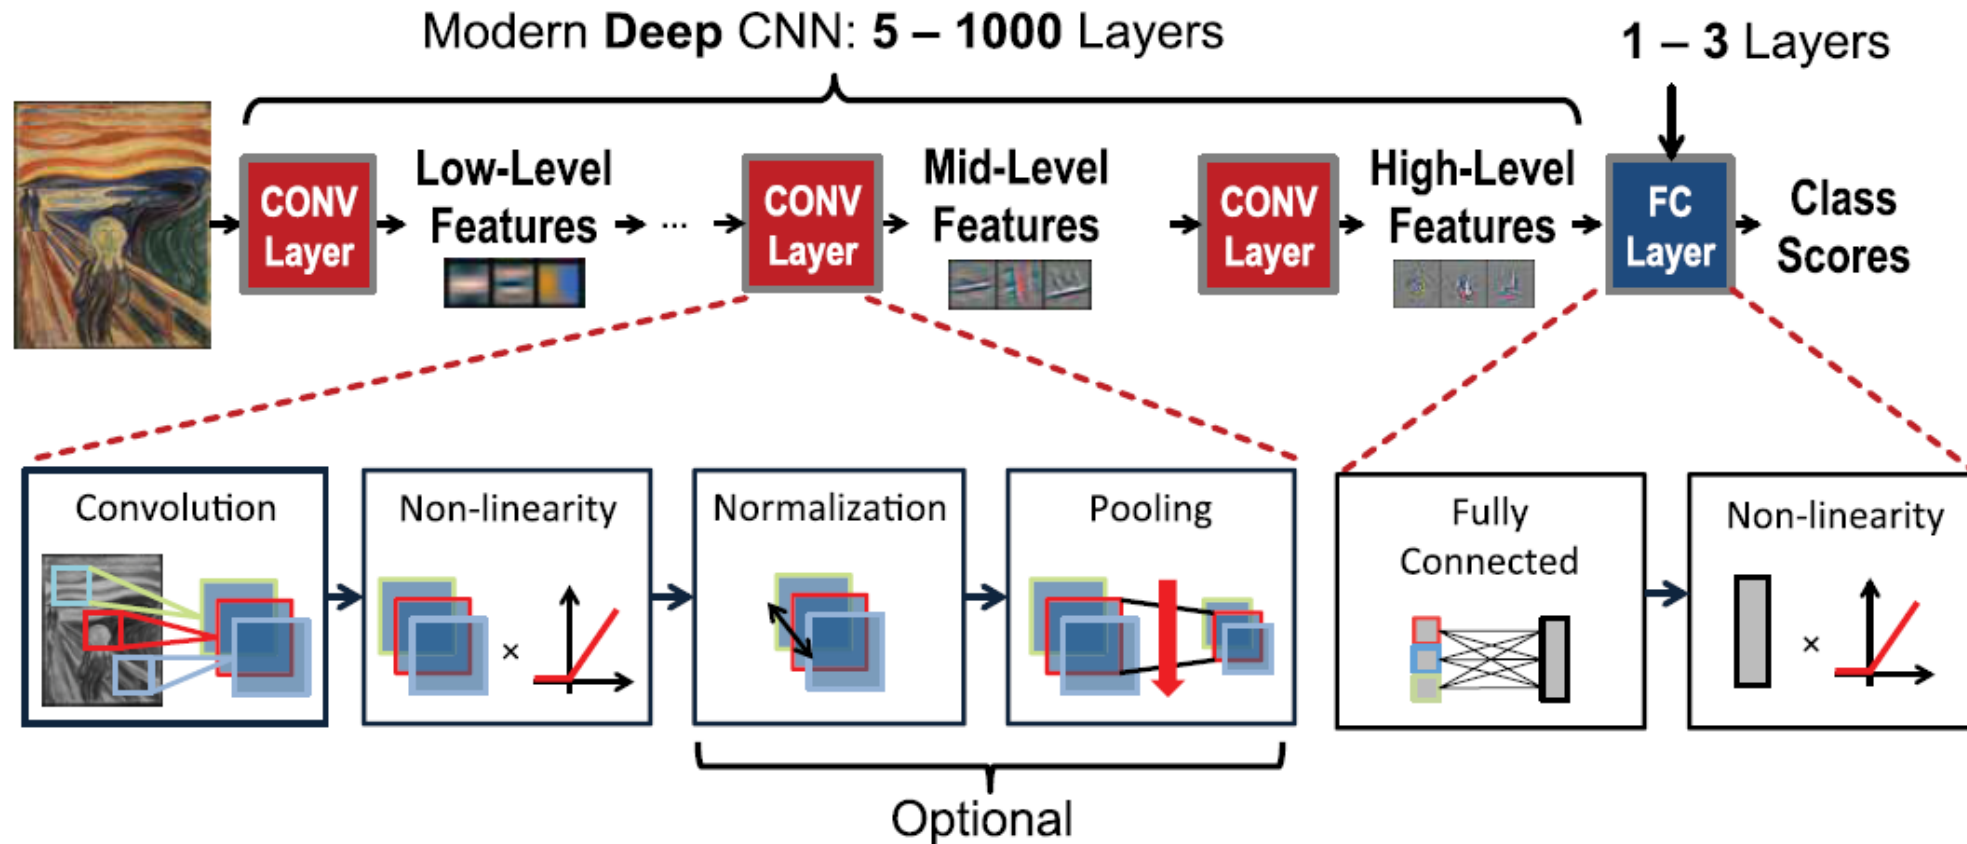 Modern Deep CNN: 5 – 1000 Layers
1 – 3 Layers
CONV
Layer
Low-Level
Features
...
CONV
Layer
Mid-Level
Features
CONV
Layer
High-Level
Features
FC
Layer
Class
Scores
Convolution
Non-linearity
×
Normalization
Pooling
Optional
Fully
Connected
Non-linearity
×